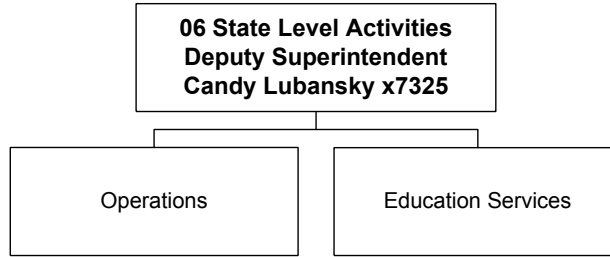 06 State Level Activities
Deputy Superintendent
Candy Lubansky x7325
Operations
Education Services